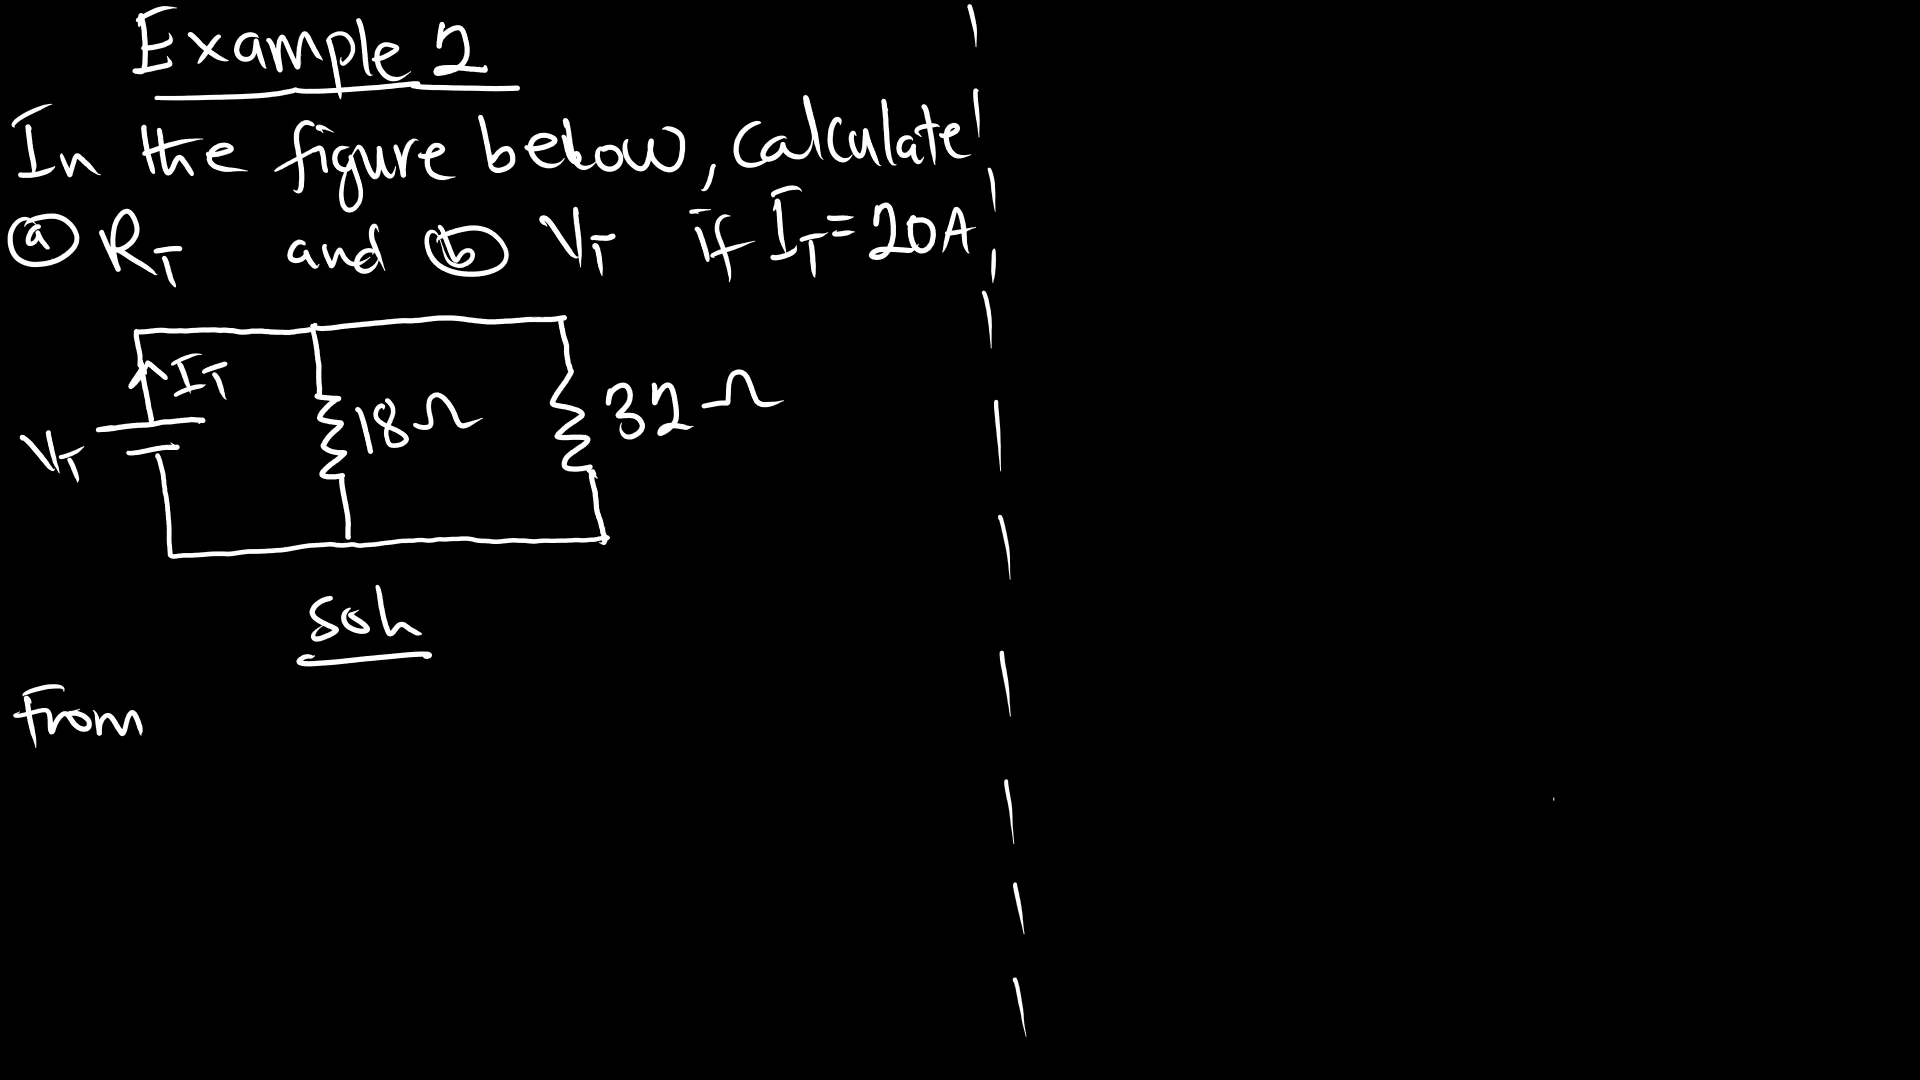 Example 2
In the figure below, calculate
ⓐ R_T and ⓑ V_T if I_T = 20A
I_T
18Ω
32Ω
V_T
Soln
From